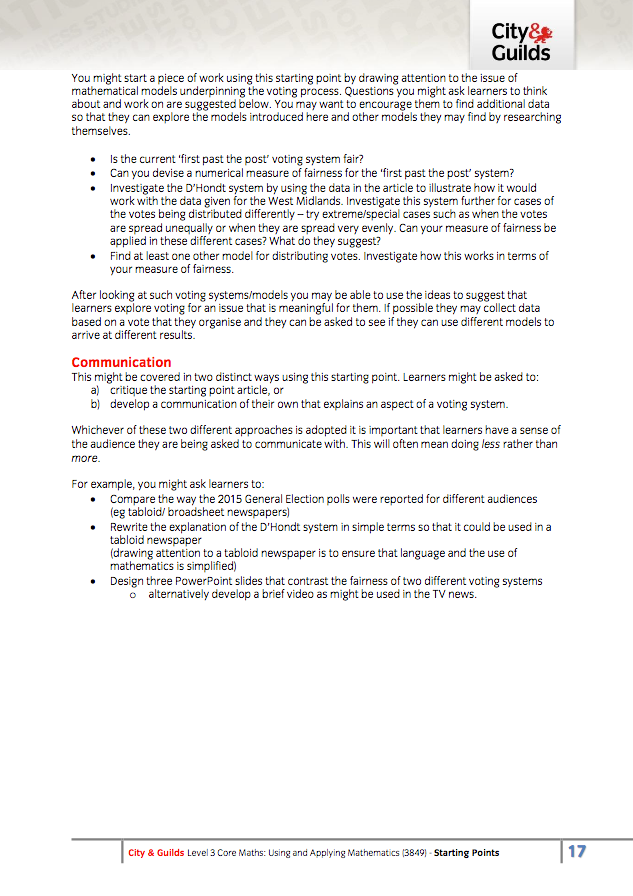 City&
Guilds
You might start a piece of work using this starting point by drawing attention to the issue of
mathematical models underpinning the voting process. Questions you might ask learners to think
about and work on are suggested below. You may want to encourage them to find additional data
so that they can explore the models introduced here and other models they may find by researching
themselves.
• Is the current 'first past the post' voting system fair?
• Can you devise a numerical measure of fairness for the 'first past the post' system?
• Investigate the D'Hondt system by using the data in the article to illustrate how it would
work with the data given for the West Midlands. Investigate this system further for cases of
the votes being distributed differently – try extreme/special cases such as when the votes
are spread unequally or when they are spread very evenly. Can your measure of fairness be
applied in these different cases? What do they suggest?
• Find at least one other model for distributing votes. Investigate how this works in terms of
your measure of fairness.
After looking at such voting systems/models you may be able to use the ideas to suggest that
learners explore voting for an issue that is meaningful for them. If possible they may collect data
based on a vote that they organise and they can be asked to see if they can use different models to
arrive at different results.
Communication
This might be covered in two distinct ways using this starting point. Learners might be asked to:
a) critique the starting point article, or
b) develop a communication of their own that explains an aspect of a voting system.
Whichever of these two different approaches is adopted it is important that learners have a sense of
the audience they are being asked to communicate with. This will often mean doing less rather than
more.
For example, you might ask learners to:
• Compare the way the 2015 General Election polls were reported for different audiences
(eg tabloid/ broadsheet newspapers)
• Rewrite the explanation of the D'Hondt system in simple terms so that it could be used in a
tabloid newspaper
(drawing attention to a tabloid newspaper is to ensure that language and the use of
mathematics is simplified)
• Design three PowerPoint slides that contrast the fairness of two different voting systems
o alternatively develop a brief video as might be used in the TV news.
City & Guilds Level 3 Core Maths: Using and Applying Mathematics (3849) - Starting Points
17